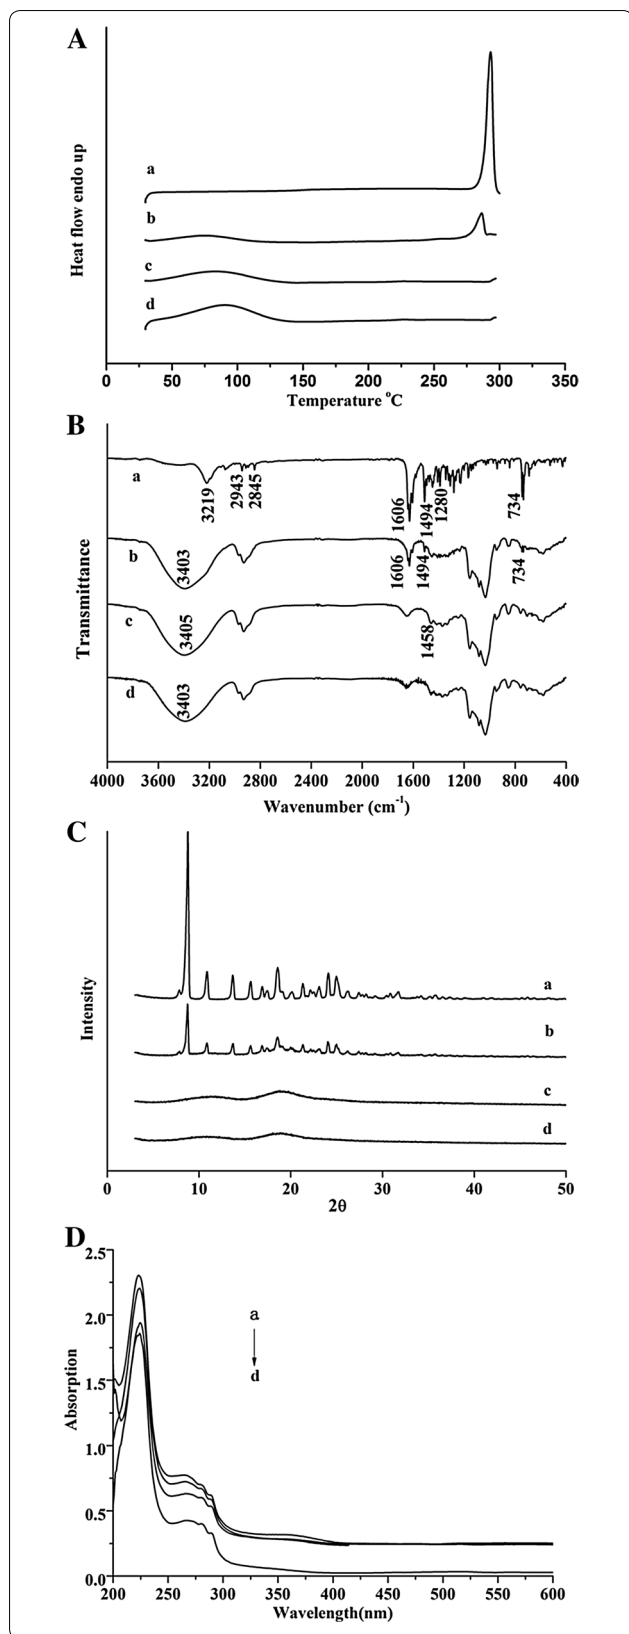 A
Heat flow endo up
a
b
c
d
0 50 100 150 200 250 300 350
Temperature °C
B
Transmittance
a
3219
2943
2845
1606
1494
1280
734
b
3403
1606
1494
734
c
3405
1458
d
3403
4000 3600 3200 2800 2400 2000 1600 1200 800 400
Wavenumber (cm⁻¹)
C
Intensity
a
b
c
d
0 10 20 30 40 50
2θ
D
Absorption
2.5
2.0
1.5
1.0
0.5
0.0
a
d
200 250 300 350 400 450 500 550 600
Wavelength(nm)